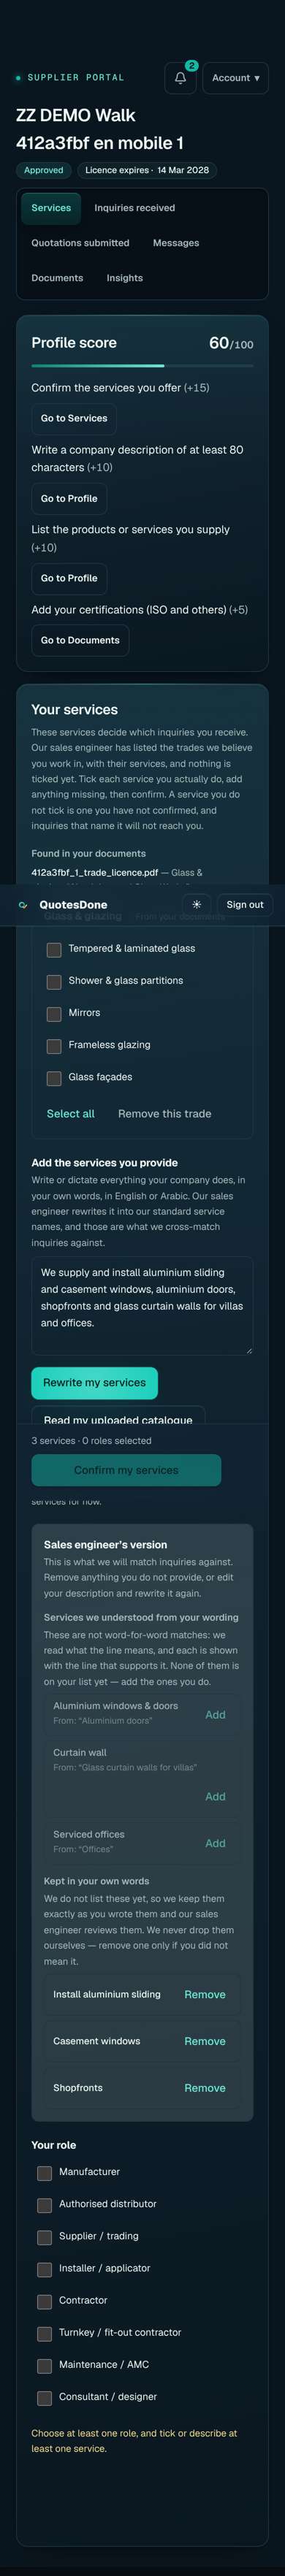 SUPPLIER PORTAL
2
Account ▾
ZZ DEMO Walk
412a3fbf en mobile 1
Approved
Licence expires · 14 Mar 2028
Services
Inquiries received
Quotations submitted
Messages
Documents
Insights
Profile score
60/100
Confirm the services you offer (+15)
Go to Services
Write a company description of at least 80
characters (+10)
Go to Profile
List the products or services you supply
(+10)
Go to Profile
Add your certifications (ISO and others) (+5)
Go to Documents
Your services
These services decide which inquiries you receive.
Our sales engineer has listed the trades we believe
you work in, with their services, and nothing is
ticked yet. Tick each service you actually do, add
anything missing, then confirm. A service you do
not tick is one you have not confirmed, and
inquiries that name it will not reach you.
Found in your documents
412a3fbf_1_trade_licence.pdf — Glass &
QuotesDone
Sign out
Glass & glazing
From your documents
Tempered & laminated glass
Shower & glass partitions
Mirrors
Frameless glazing
Glass façades
Select all
Remove this trade
Add the services you provide
Write or dictate everything your company does, in
your own words, in English or Arabic. Our sales
engineer rewrites it into our standard service
names, and those are what we cross-match
inquiries against.
We supply and install aluminium sliding
and casement windows, aluminium doors,
shopfronts and glass curtain walls for villas
and offices.
Rewrite my services
Read my uploaded catalogue
3 services · 0 roles selected
Confirm my services
services for now.
Sales engineer's version
This is what we will match inquiries against.
Remove anything you do not provide, or edit
your description and rewrite it again.
Services we understood from your wording
These are not word-for-word matches: we
read what the line means, and each is shown
with the line that supports it. None of them is
on your list yet — add the ones you do.
Aluminium windows & doors
From: “Aluminium doors”
Add
Curtain wall
From: “Glass curtain walls for villas”
Add
Serviced offices
From: “Offices”
Add
Kept in your own words
We do not list these yet, so we keep them
exactly as you wrote them and our sales
engineer reviews them. We never drop them
ourselves — remove one only if you did not
mean it.
Install aluminium sliding
Remove
Casement windows
Remove
Shopfronts
Remove
Your role
Manufacturer
Authorised distributor
Supplier / trading
Installer / applicator
Contractor
Turnkey / fit-out contractor
Maintenance / AMC
Consultant / designer
Choose at least one role, and tick or describe at
least one service.